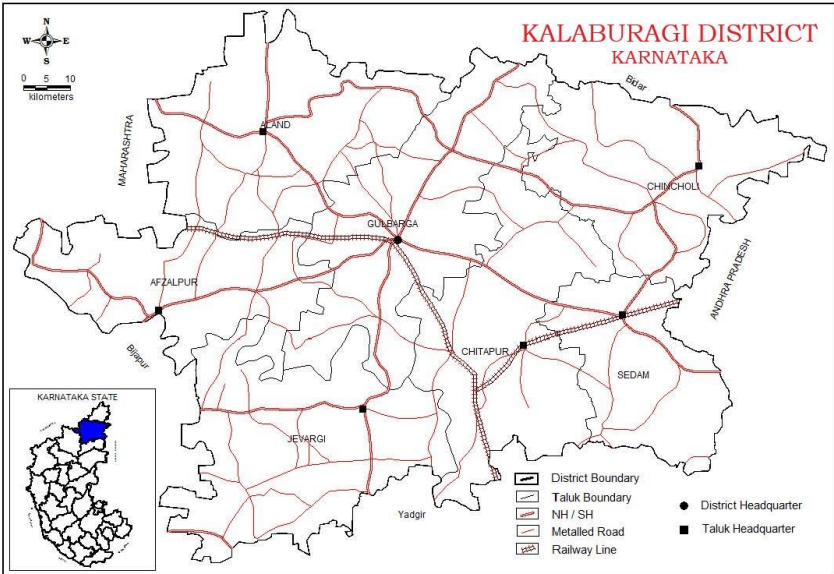 KALABURAGI DISTRICT
KARNATAKA
N
W E
S
0 5 10
kilometers
Bidar
MAHARASHTRA
ALAND
CHINCHOLI
GULBARGA
ANDHRA PRADESH
AFZALPUR
Bijapur
CHITAPUR
SEDAM
JEVARGI
Yadgir
KARNATAKA STATE
District Boundary
Taluk Boundary
NH / SH
Metalled Road
Railway Line
District Headquarter
Taluk Headquarter